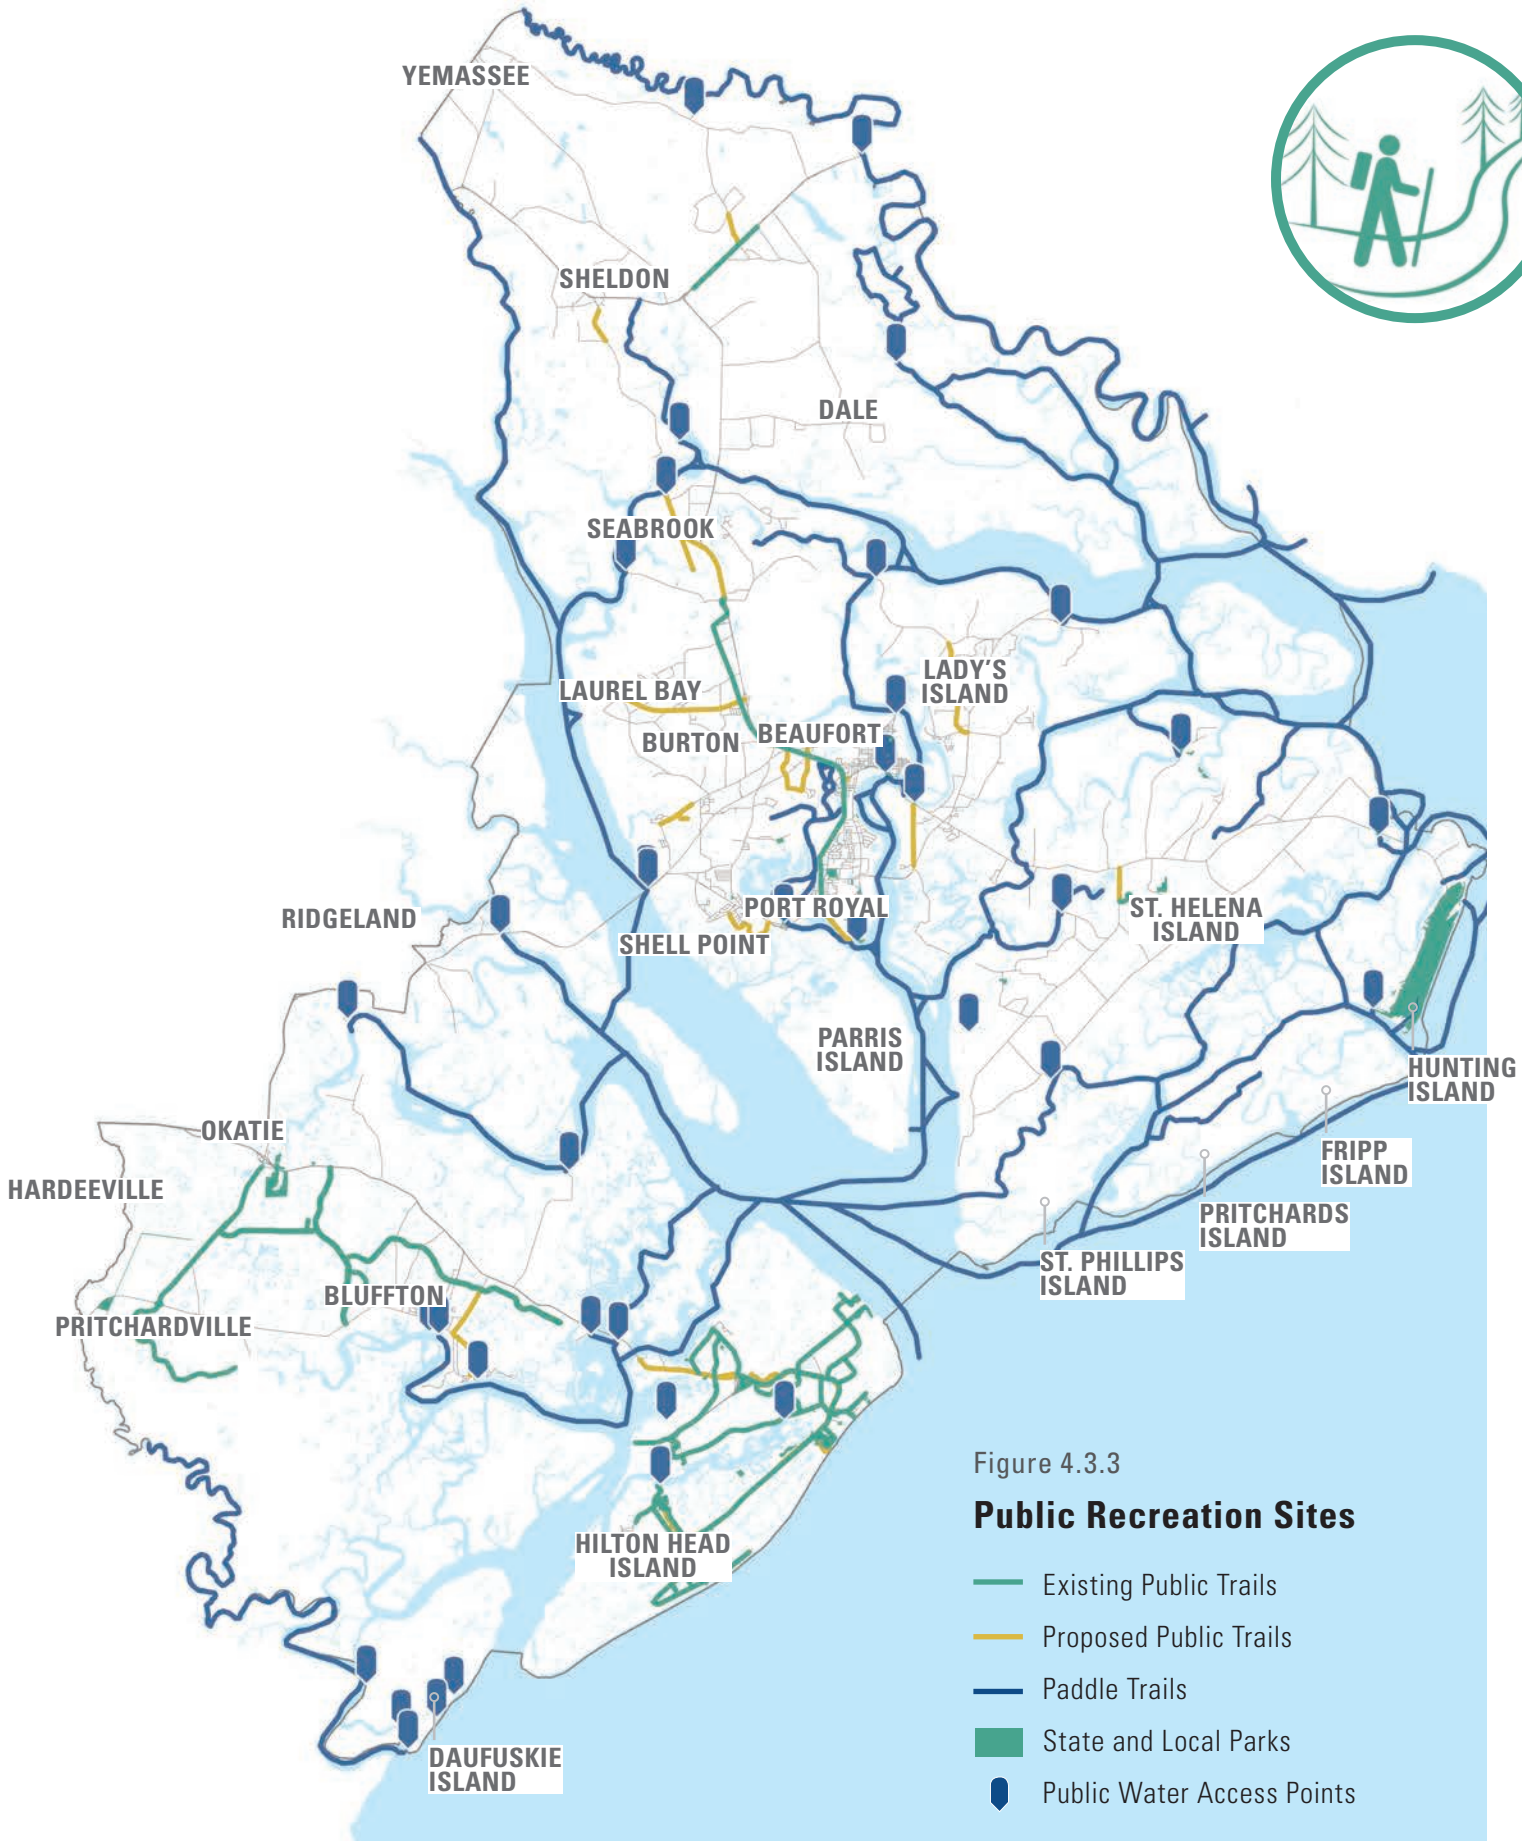 YEMASSEE
SHELDON
DALE
SEABROOK
LADY'S
ISLAND
LAUREL BAY
BURTON
BEAUFORT
RIDGELAND
PORT ROYAL
SHELL POINT
ST. HELENA
ISLAND
PARRIS
ISLAND
HUNTING
ISLAND
OKATIE
FRIPP
ISLAND
HARDEEVILLE
PRITCHARDS
ISLAND
ST. PHILLIPS
ISLAND
BLUFFTON
PRITCHARDVILLE
HILTON HEAD
ISLAND
DAUFUSKIE
ISLAND
Figure 4.3.3
Public Recreation Sites
Existing Public Trails
Proposed Public Trails
Paddle Trails
State and Local Parks
Public Water Access Points